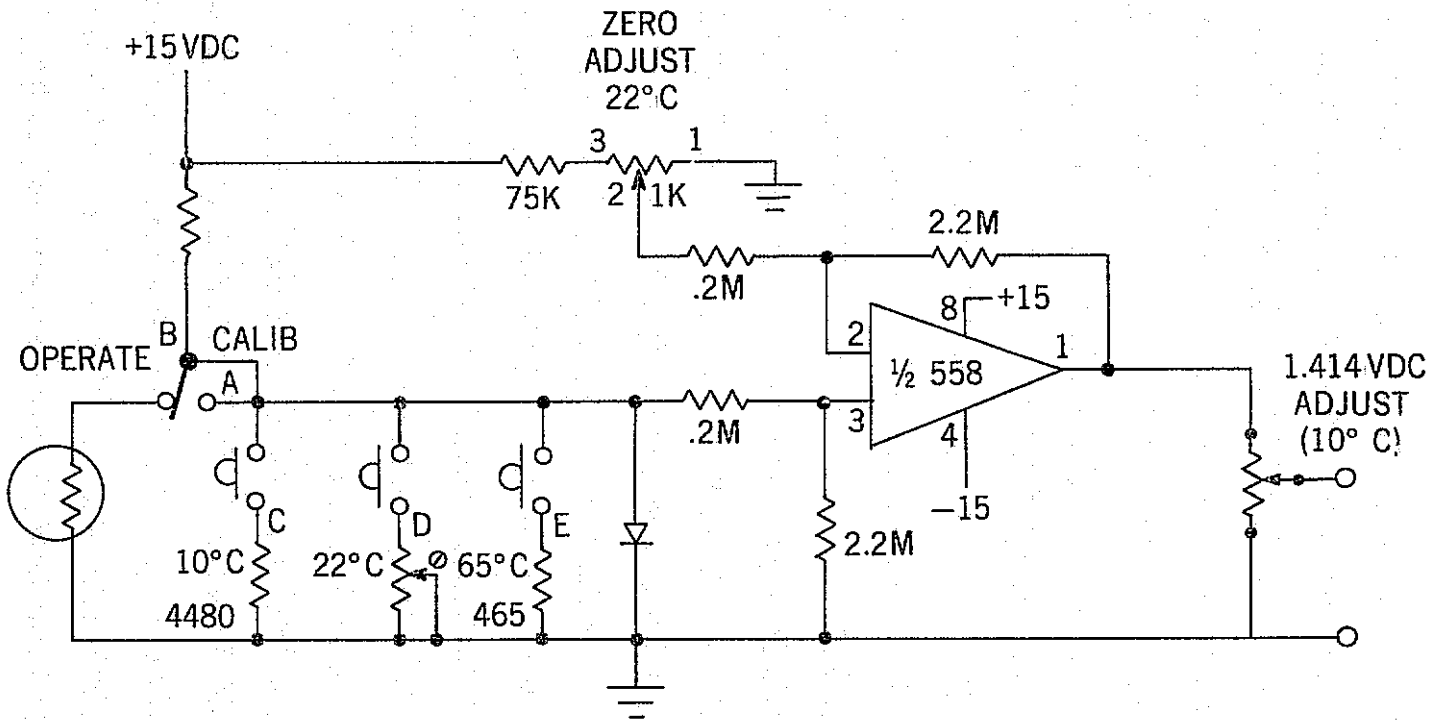 +15 VDC
ZERO
ADJUST
22°C
3
1
75K
2
1K
2.2M
.2M
8
+15
B
CALIB
OPERATE
A
2
1
½ 558
1.414 VDC
ADJUST
(10° C)
.2M
3
4
−15
C
D
E
10°C
22°C
65°C
2.2M
4480
465